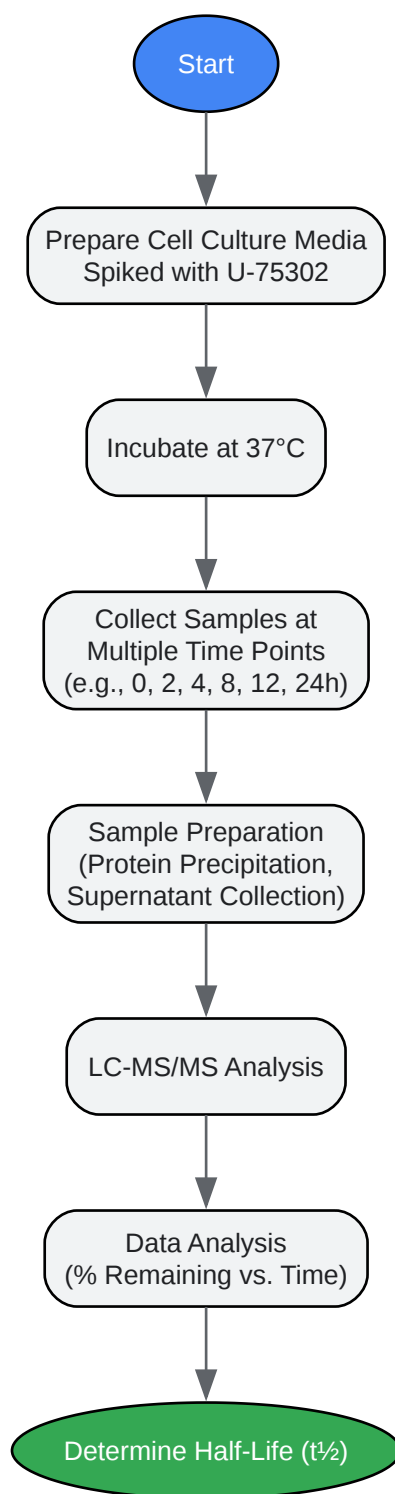 Start
Prepare Cell Culture Media
Spiked with U-75302
Incubate at 37°C
Collect Samples at
Multiple Time Points
(e.g., 0, 2, 4, 8, 12, 24h)
Sample Preparation
(Protein Precipitation,
Supernatant Collection)
LC-MS/MS Analysis
Data Analysis
(% Remaining vs. Time)
Determine Half-Life (t½)